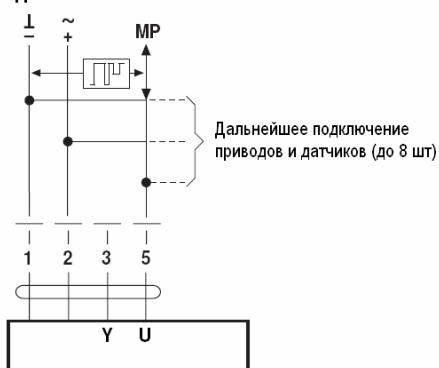 ⊥ ~ MP
– +
Дальнейшее подключение
приводов и датчиков (до 8 шт)
1 2 3 5
Y U